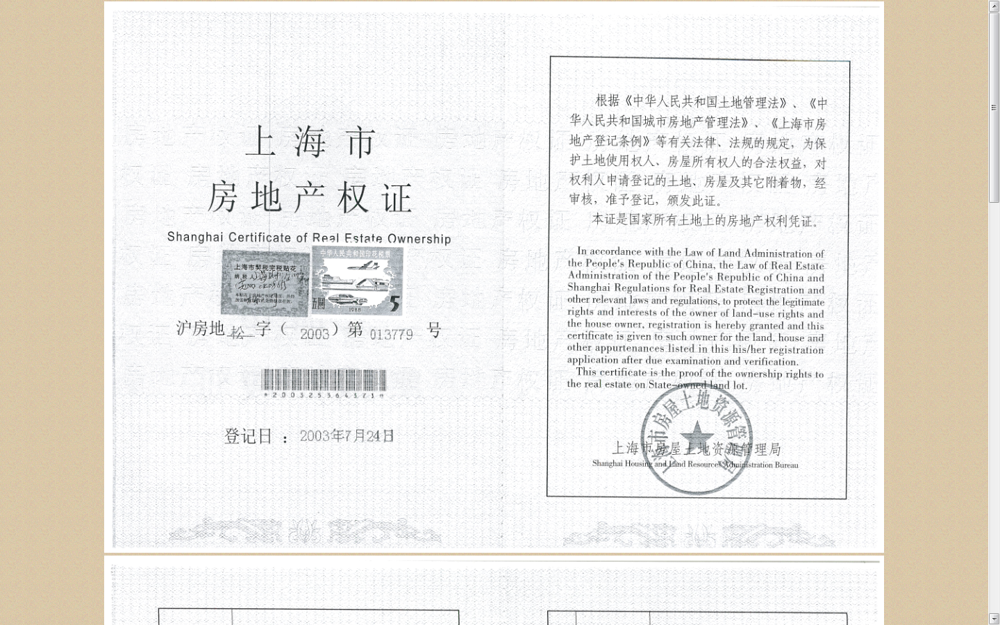 上海市
房地产权证
Shanghai Certificate of Real Estate Ownership
上海市契税完税贴花
纳税人
中华人民共和国印花税票
伍圆
1988
5
沪房地 松 字（ 2003 ）第 013779 号
*200325364371*
登记日 ： 2003年7月24日
根据《中华人民共和国土地管理法》、《中
华人民共和国城市房地产管理法》、《上海市房
地产登记条例》等有关法律、法规的规定，为保
护土地使用权人、房屋所有权人的合法权益，对
权利人申请登记的土地、房屋及其它附着物，经
审核，准予登记，颁发此证。
本证是国家所有土地上的房地产权利凭证。
In accordance with the Law of Land Administration of
the People's Republic of China, the Law of Real Estate
Administration of the People's Republic of China and
Shanghai Regulations for Real Estate Registration and
other relevant laws and regulations, to protect the legitimate
rights and interests of the owner of land-use rights and
the house owner, registration is hereby granted and this
certificate is given to such owner for the land, house and
other appurtenances listed in this his/her registration
application after due examination and verification.
This certificate is the proof of the ownership rights to
the real estate on State-owned land lot.
上海市房屋土地资源管理局
上海市房屋土地资源管理局
Shanghai Housing and Land Resources Administration Bureau